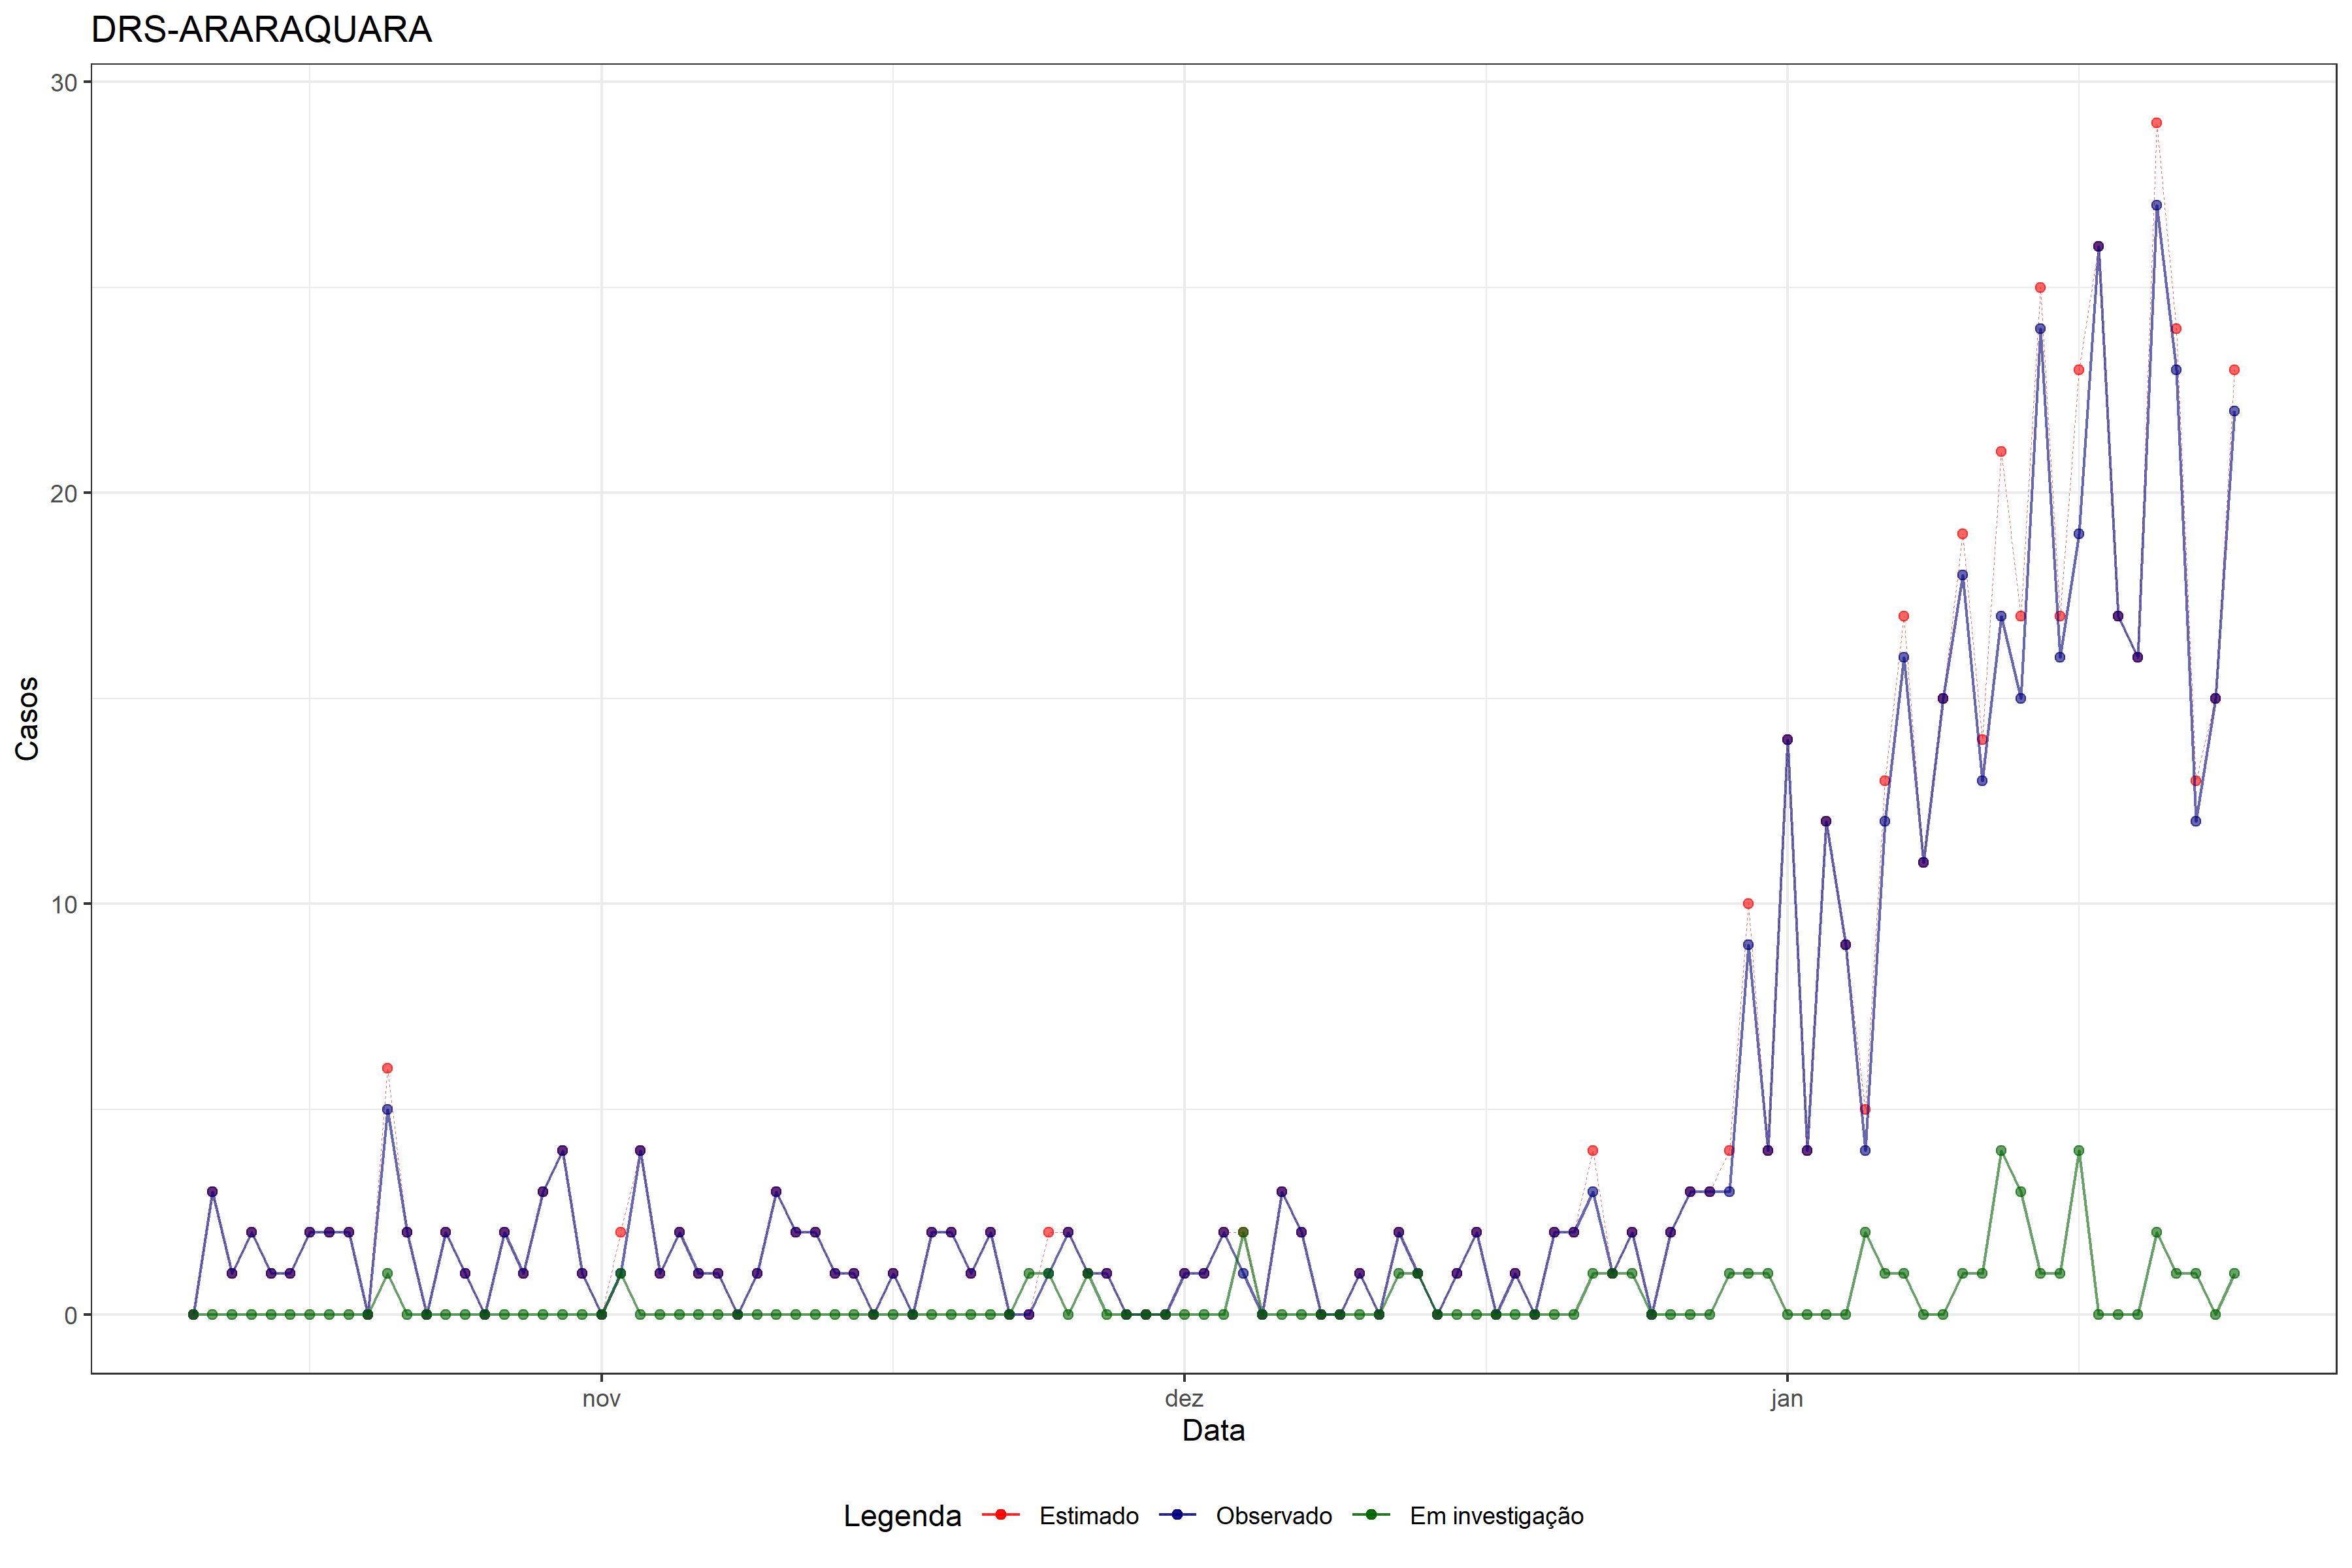 DRS-ARARAQUARA
30
20
10
0
Casos
nov dez jan
Data
Legenda Estimado Observado Em investigação